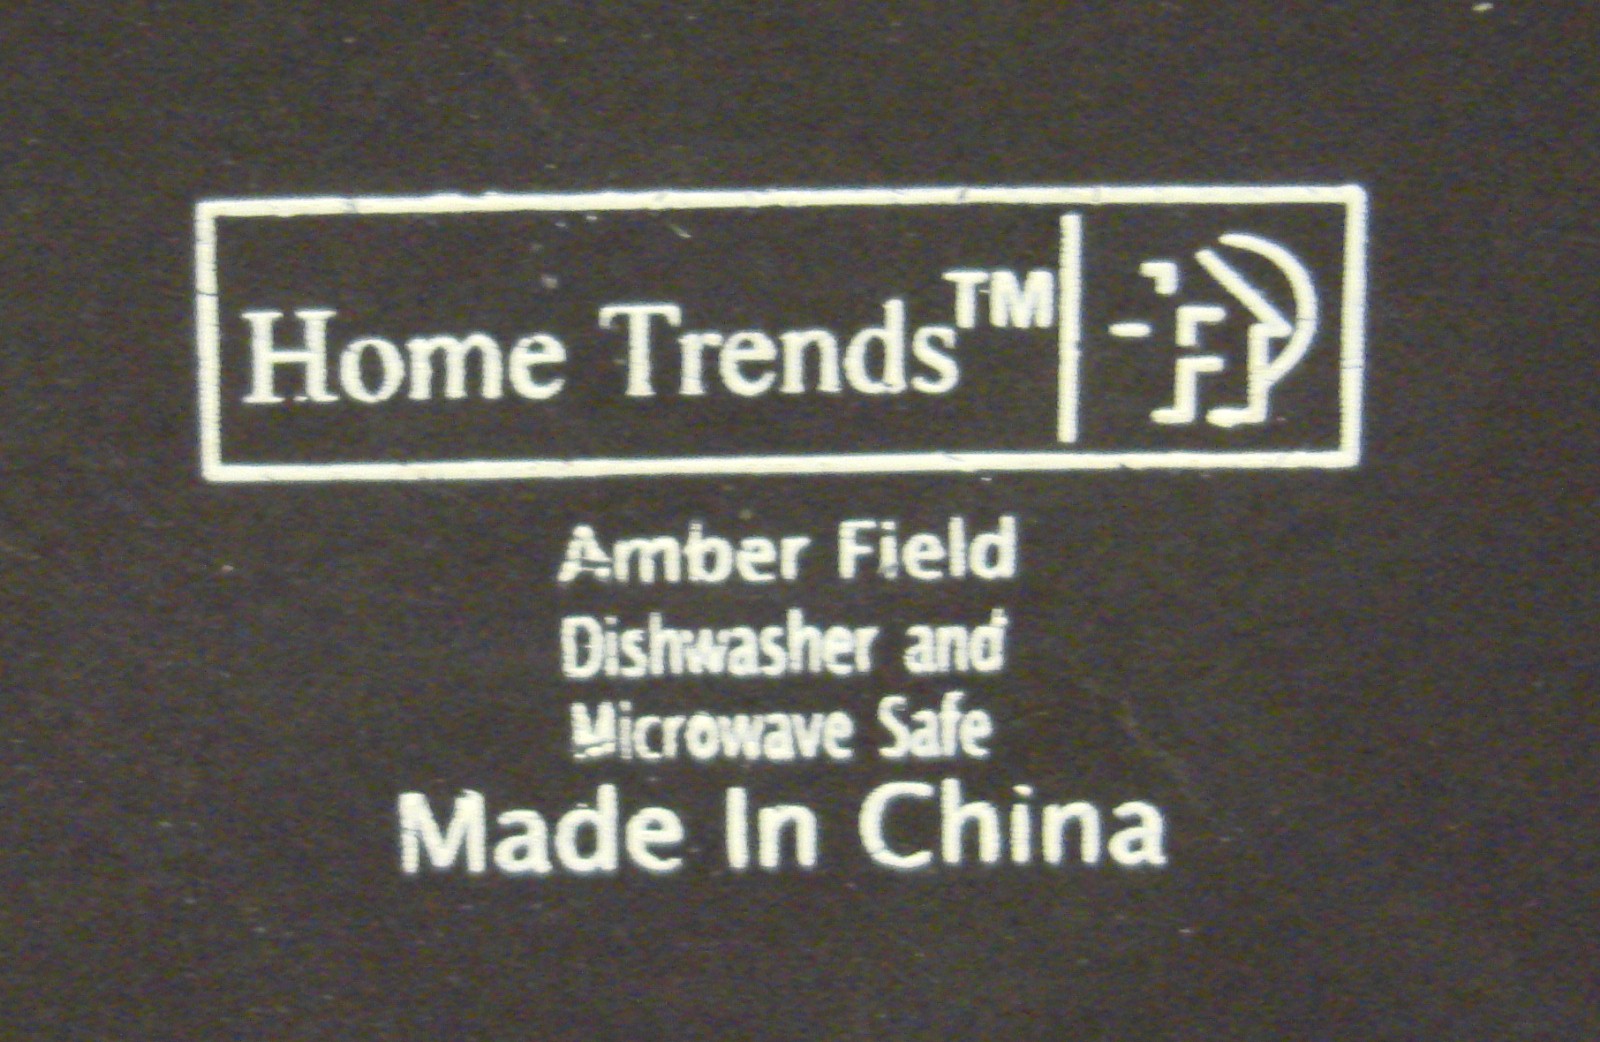 Home Trends™
Amber Field
Dishwasher and
Microwave Safe
Made In China